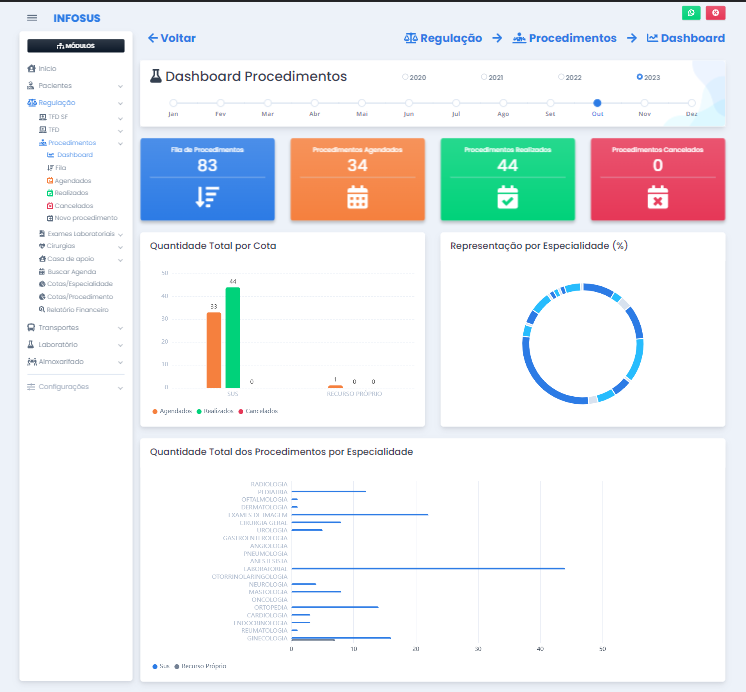 INFOSUS
MÓDULOS
Início
Pacientes
Regulação
TFD SF
TFD
Procedimentos
Dashboard
Fila
Agendados
Realizados
Cancelados
Novo procedimento
Exames Laboratoriais
Cirurgias
Casa de apoio
Buscar Agenda
Cotas/Especialidade
Cotas/Procedimento
Relatório Financeiro
Transportes
Laboratório
Almoxarifado
Configurações
Voltar
Regulação Procedimentos Dashboard
Dashboard Procedimentos
2020 2021 2022 2023
Jan Fev Mar Abr Mai Jun Jul Ago Set Out Nov Dez
Fila de Procedimentos
83
Procedimentos Agendados
34
Procedimentos Realizados
44
Procedimentos Cancelados
0
Quantidade Total por Cota
50
40
30
20
10
0
33
44
0
1
0
0
SUS
RECURSO PRÓPRIO
Agendados Realizados Cancelados
Representação por Especialidade (%)
Quantidade Total dos Procedimentos por Especialidade
RADIOLOGIA
PEDIATRIA
OFTALMOLOGIA
DERMATOLOGIA
EXAMES DE IMAGEM
CIRURGIA GERAL
UROLOGIA
GASTROENTEROLOGIA
ANGIOLOGIA
PNEUMOLOGIA
ANESTESISTA
LABORATORIAL
OTORRINOLARINGOLOGIA
NEUROLOGIA
MASTOLOGIA
ONCOLOGIA
ORTOPEDIA
CARDIOLOGIA
ENDOCRINOLOGIA
REUMATOLOGIA
GINECOLOGIA
0 10 20 30 40 50
Sus Recurso Próprio